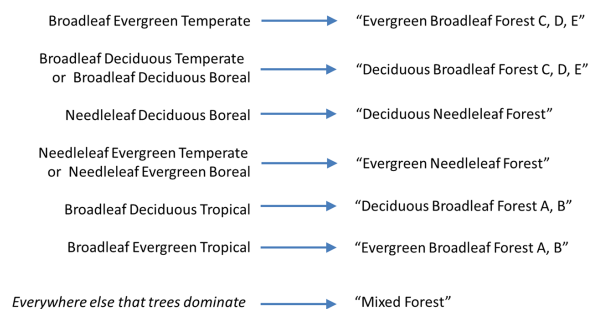 Broadleaf Evergreen Temperate “Evergreen Broadleaf Forest C, D, E”
Broadleaf Deciduous Temperate
or Broadleaf Deciduous Boreal “Deciduous Broadleaf Forest C, D, E”
Needleleaf Deciduous Boreal “Deciduous Needleleaf Forest”
Needleleaf Evergreen Temperate
or Needleleaf Evergreen Boreal “Evergreen Needleleaf Forest”
Broadleaf Deciduous Tropical “Deciduous Broadleaf Forest A, B”
Broadleaf Evergreen Tropical “Evergreen Broadleaf Forest A, B”
Everywhere else that trees dominate “Mixed Forest”